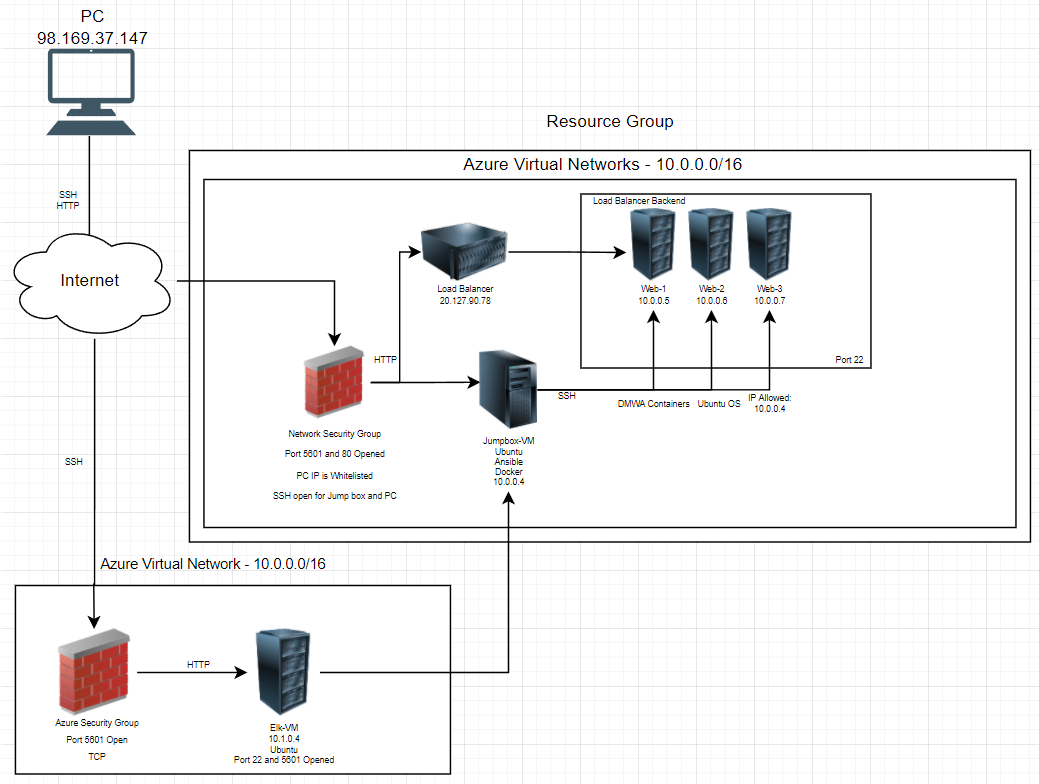 PC
98.169.37.147
Resource Group
Azure Virtual Networks - 10.0.0.0/16
SSH
HTTP
Load Balancer Backend
Internet
Load Balancer
20.127.90.78
Web-1
10.0.0.5
Web-2
10.0.0.6
Web-3
10.0.0.7
HTTP
Port 22
SSH
DMWA Containers
Ubuntu OS
IP Allowed:
10.0.0.4
Network Security Group
Port 5601 and 80 Opened
PC IP is Whitelisted
SSH open for Jump box and PC
Jumpbox-VM
Ubuntu
Ansible
Docker
10.0.0.4
SSH
Azure Virtual Network - 10.0.0.0/16
HTTP
Azure Security Group
Port 5601 Open
TCP
Elk-VM
10.1.0.4
Ubuntu
Port 22 and 5601 Opened